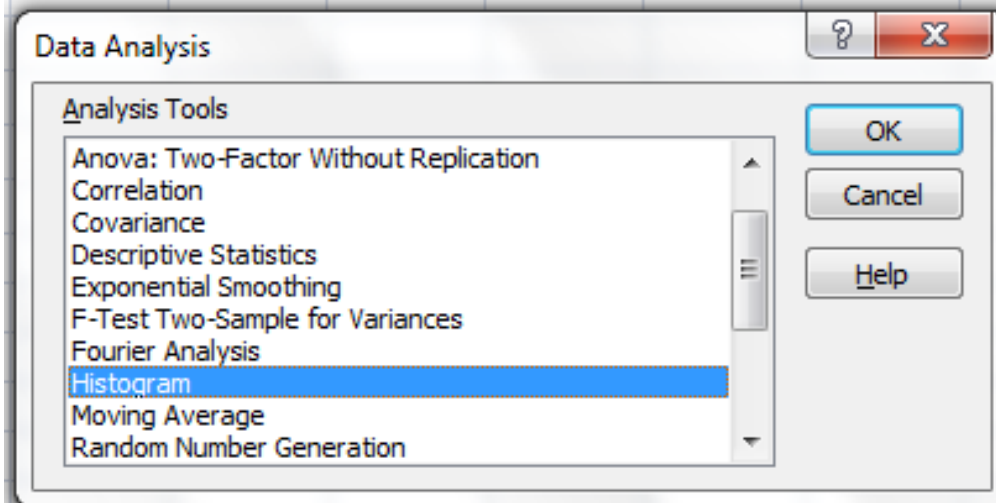 Data Analysis
?
X
Analysis Tools
Anova: Two-Factor Without Replication
Correlation
Covariance
Descriptive Statistics
Exponential Smoothing
F-Test Two-Sample for Variances
Fourier Analysis
Histogram
Moving Average
Random Number Generation
OK
Cancel
Help